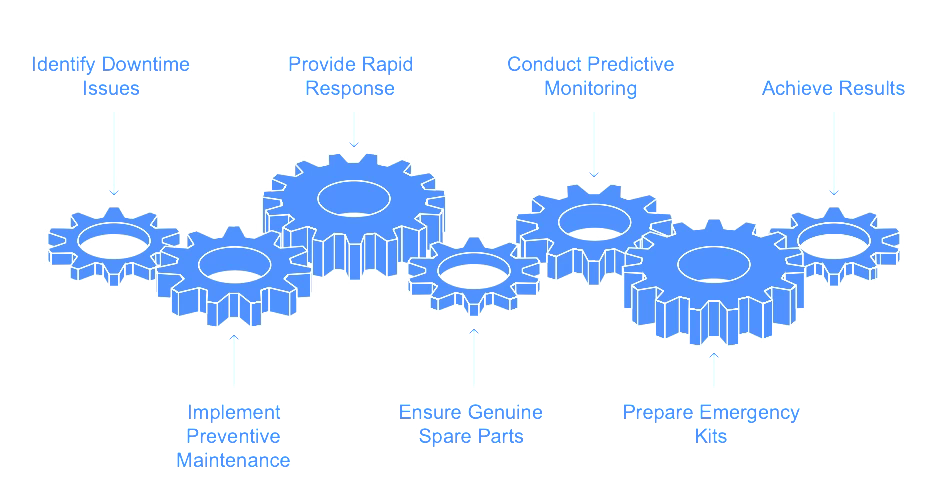 Identify Downtime
Issues
Provide Rapid
Response
Conduct Predictive
Monitoring
Achieve Results
Implement
Preventive
Maintenance
Ensure Genuine
Spare Parts
Prepare Emergency
Kits